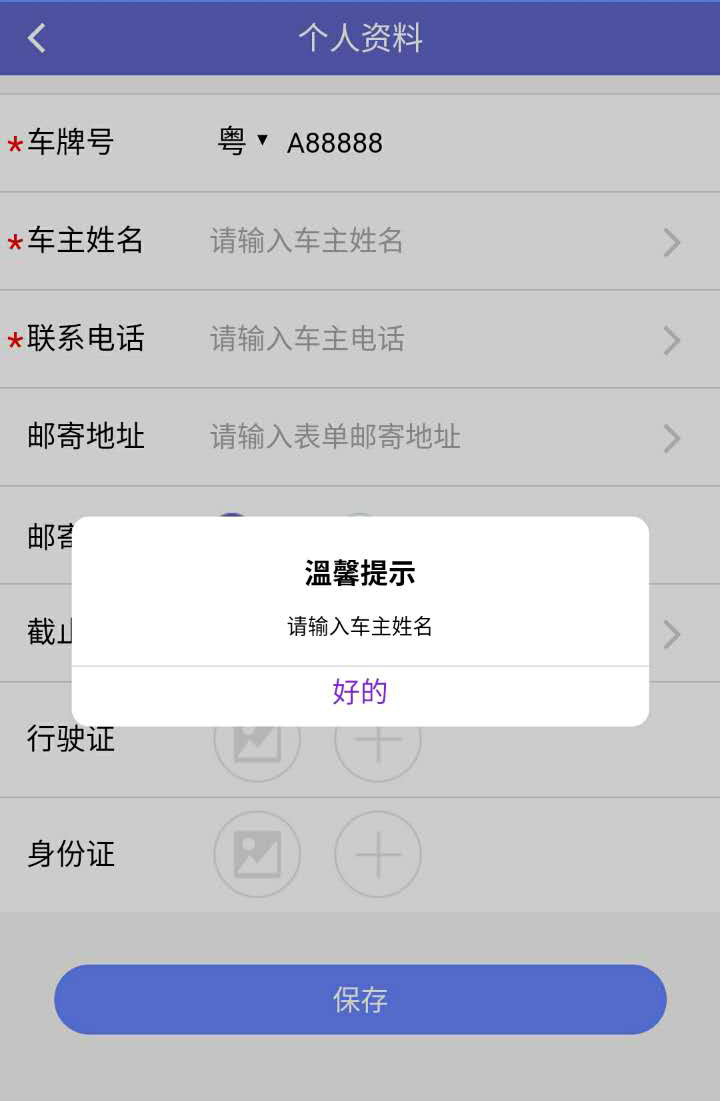 个人资料
*车牌号 粤 ▼ A88888
*车主姓名 请输入车主姓名
*联系电话 请输入车主电话
邮寄地址 请输入表单邮寄地址
邮寄
溫馨提示
请输入车主姓名
截止
好的
行驶证
身份证
保存